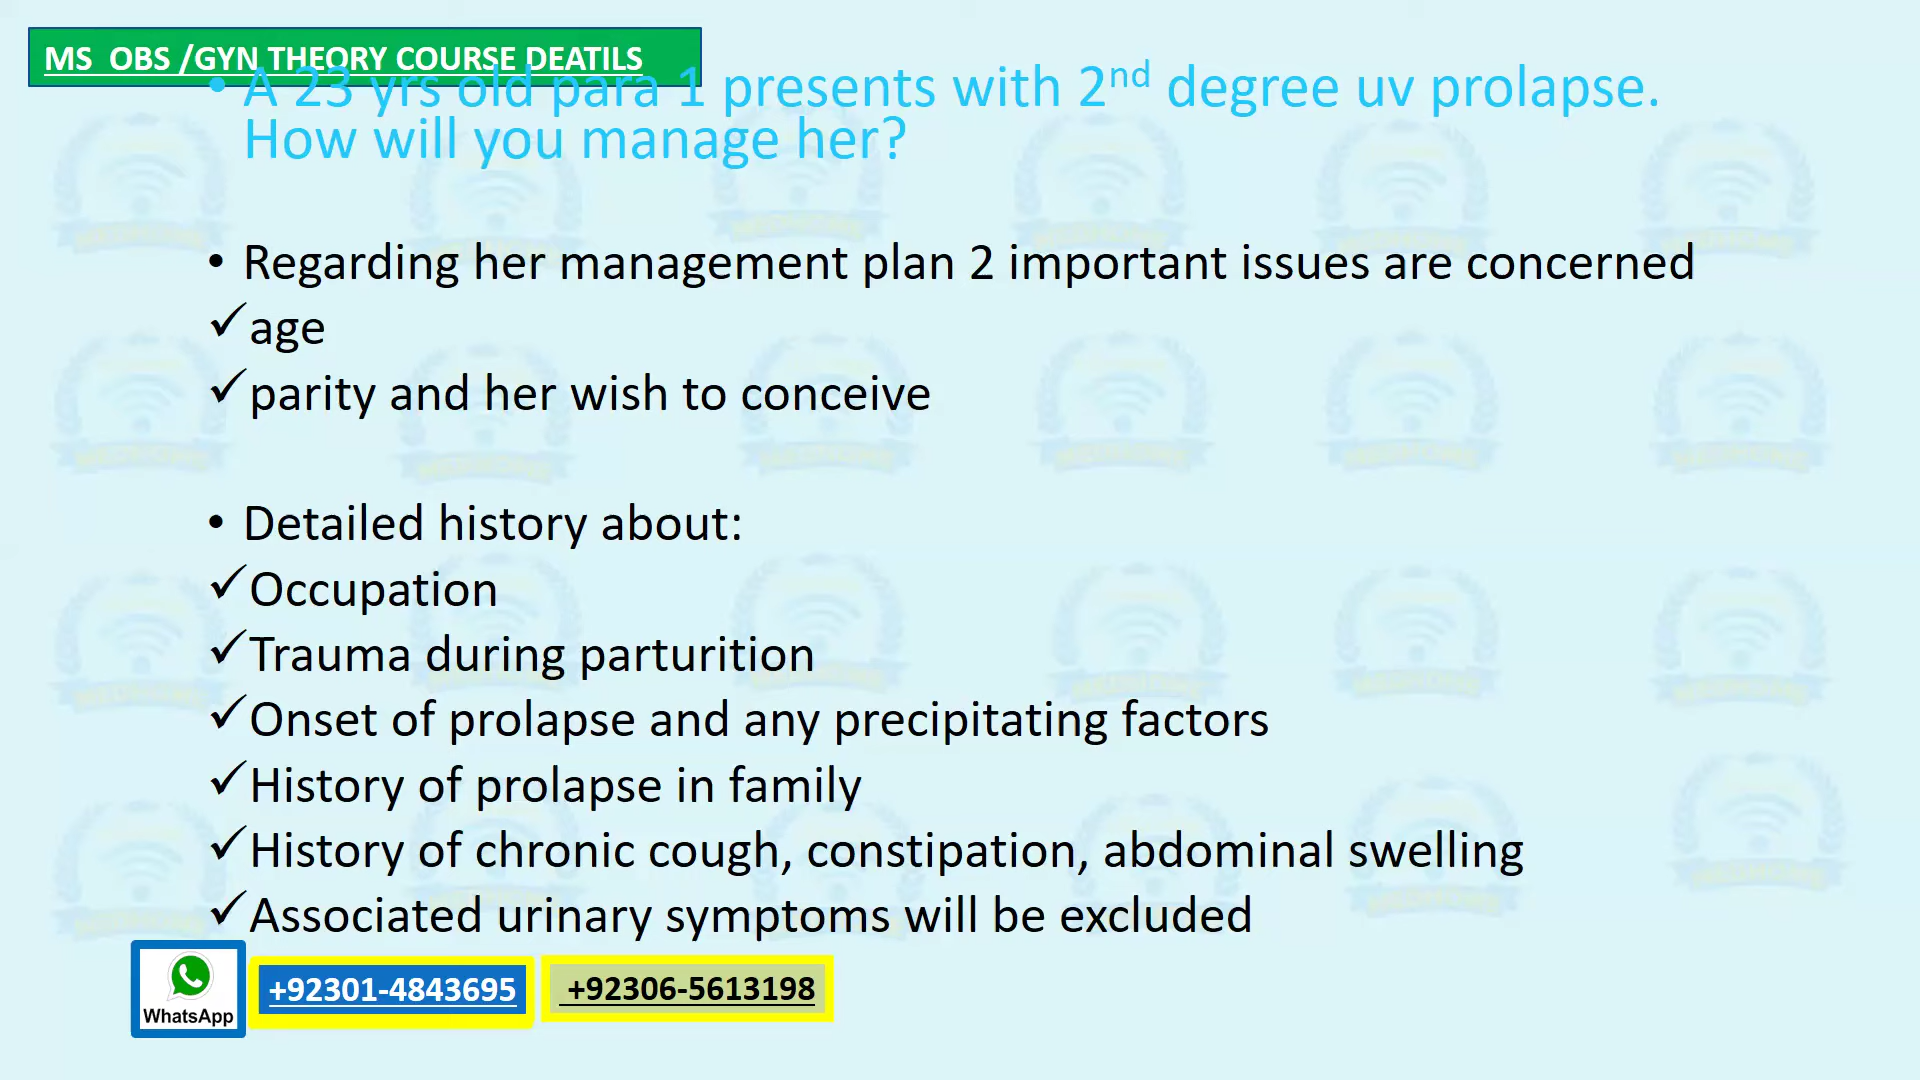 MS OBS /GYN THEORY COURSE DEATILS
• A 23 yrs old para 1 presents with 2nd degree uv prolapse.
How will you manage her?
• Regarding her management plan 2 important issues are concerned
✓age
✓parity and her wish to conceive
• Detailed history about:
✓Occupation
✓Trauma during parturition
✓Onset of prolapse and any precipitating factors
✓History of prolapse in family
✓History of chronic cough, constipation, abdominal swelling
✓Associated urinary symptoms will be excluded
WhatsApp
+92301-4843695
+92306-5613198